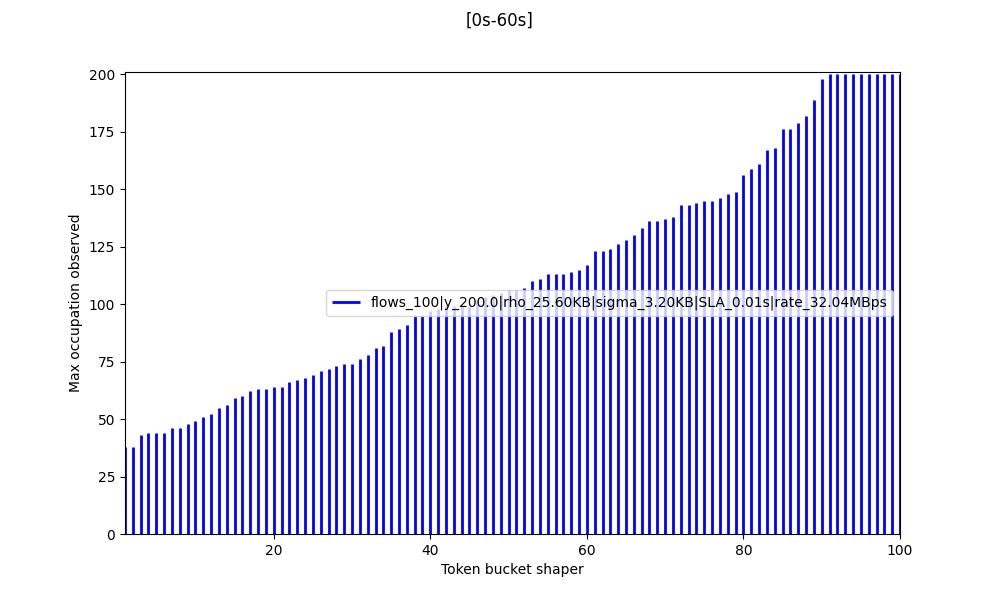 [0s-60s]
200
175
150
125
100
75
50
25
0
Max occupation observed
flows_100|y_200.0|rho_25.60KB|sigma_3.20KB|SLA_0.01s|rate_32.04MBps
20 40 60 80 100
Token bucket shaper